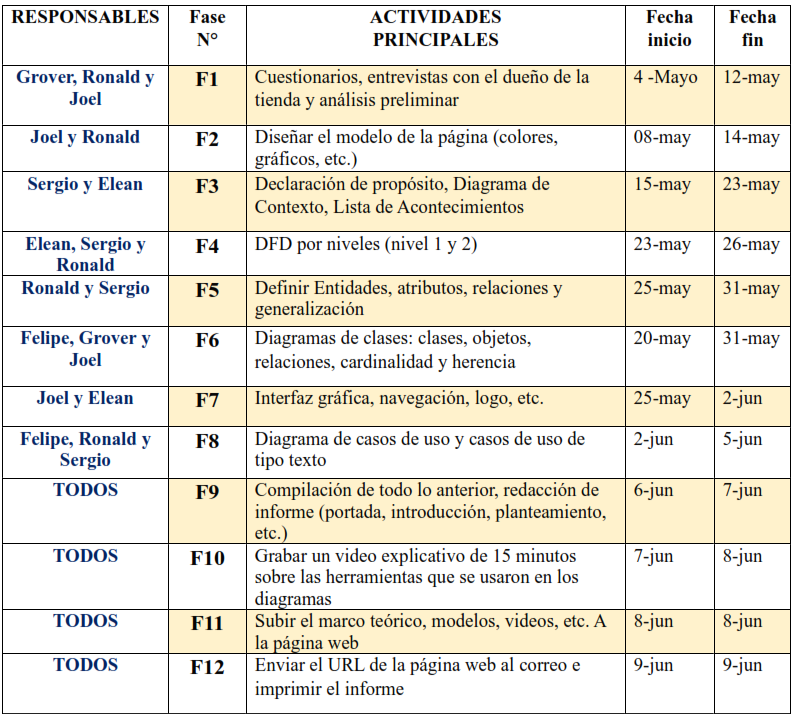 RESPONSABLES Fase N° ACTIVIDADES PRINCIPALES Fecha inicio Fecha fin
Grover, Ronald y Joel F1 Cuestionarios, entrevistas con el dueño de la tienda y análisis preliminar 4 -Mayo 12-may
Joel y Ronald F2 Diseñar el modelo de la página (colores, gráficos, etc.) 08-may 14-may
Sergio y Elean F3 Declaración de propósito, Diagrama de Contexto, Lista de Acontecimientos 15-may 23-may
Elean, Sergio y Ronald F4 DFD por niveles (nivel 1 y 2) 23-may 26-may
Ronald y Sergio F5 Definir Entidades, atributos, relaciones y generalización 25-may 31-may
Felipe, Grover y Joel F6 Diagramas de clases: clases, objetos, relaciones, cardinalidad y herencia 20-may 31-may
Joel y Elean F7 Interfaz gráfica, navegación, logo, etc. 25-may 2-jun
Felipe, Ronald y Sergio F8 Diagrama de casos de uso y casos de uso de tipo texto 2-jun 5-jun
TODOS F9 Compilación de todo lo anterior, redacción de informe (portada, introducción, planteamiento, etc.) 6-jun 7-jun
TODOS F10 Grabar un video explicativo de 15 minutos sobre las herramientas que se usaron en los diagramas 7-jun 8-jun
TODOS F11 Subir el marco teórico, modelos, videos, etc. A la página web 8-jun 8-jun
TODOS F12 Enviar el URL de la página web al correo e imprimir el informe 9-jun 9-jun